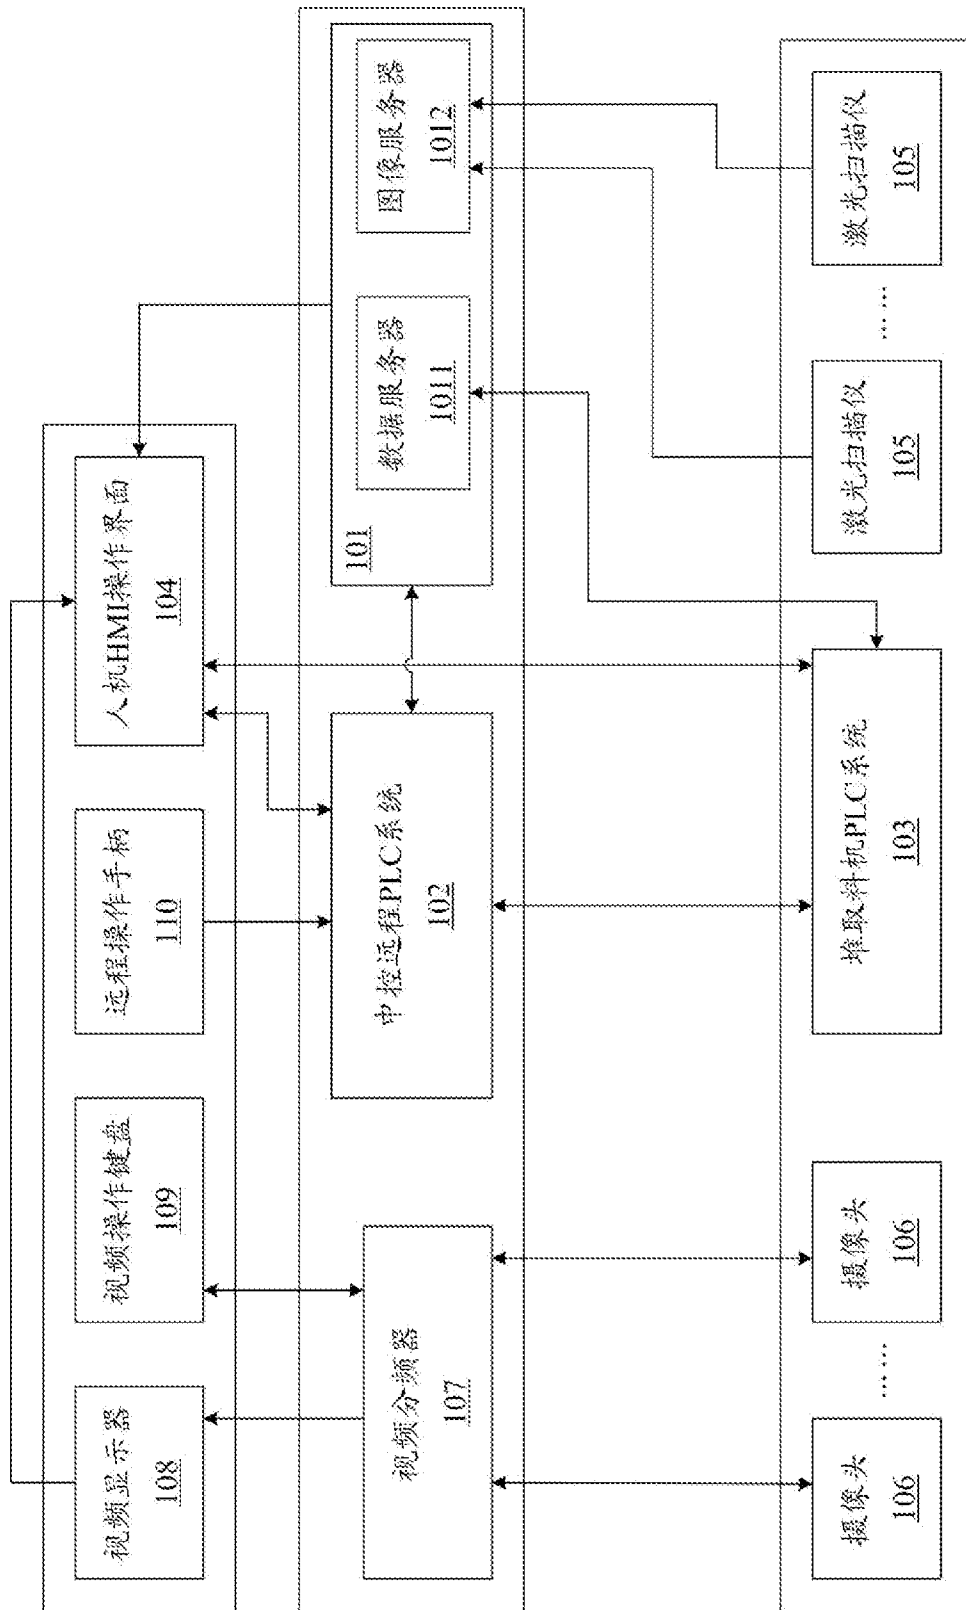 视频显示器
108
视频操作键盘
109
远程操作手柄
110
人机HMI操作界面
104
视频分频器
107
中控远程PLC系统
102
101
数据服务器
1011
图像服务器
1012
摄像头
106
……
摄像头
106
堆取料机PLC系统
103
激光扫描仪
105
……
激光扫描仪
105